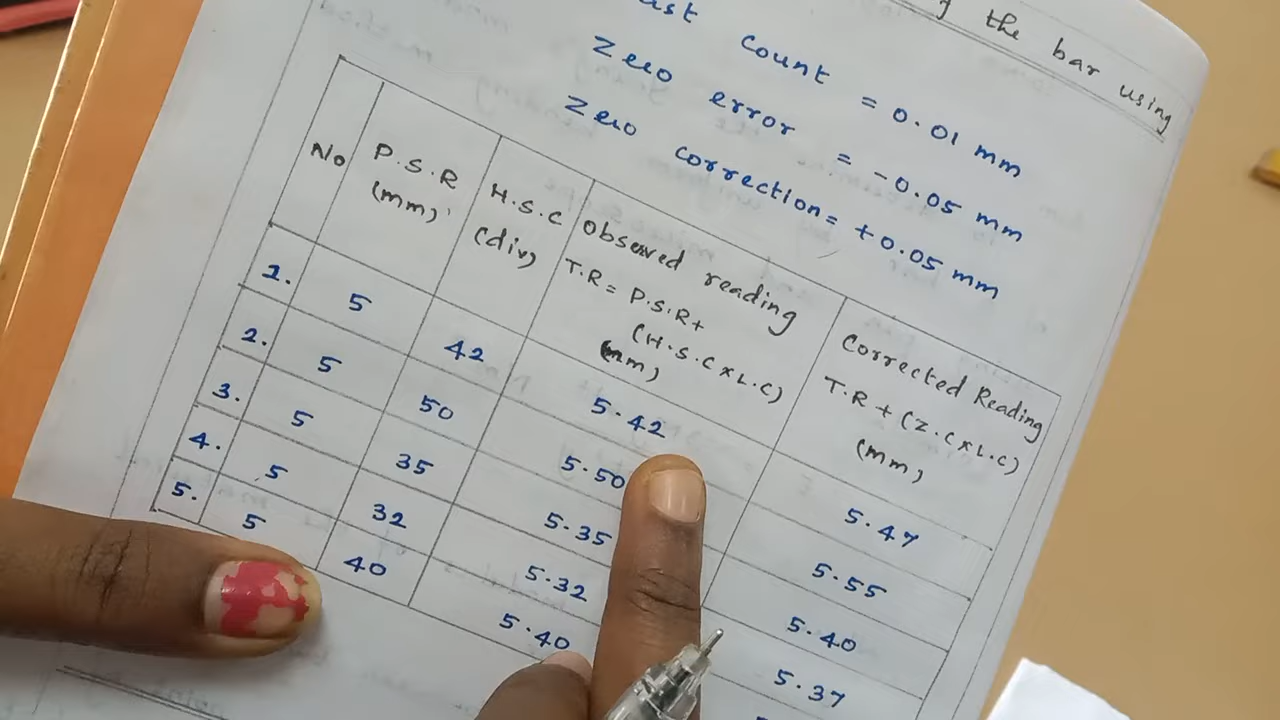 the bar using
count = 0.01 mm
Zero error = -0.05 mm
Zero correction = +0.05 mm
No
P.S.R
(mm)
H.S.C
(div)
Observed reading
T.R = P.S.R +
(H.S.C x L.C)
(mm)
Corrected Reading
T.R + (Z.C x L.C)
(mm)
1. 5 42 5.42 5.47
2. 5 50 5.50 5.55
3. 5 35 5.35 5.40
4. 5 32 5.32 5.37
5. 5 40 5.40